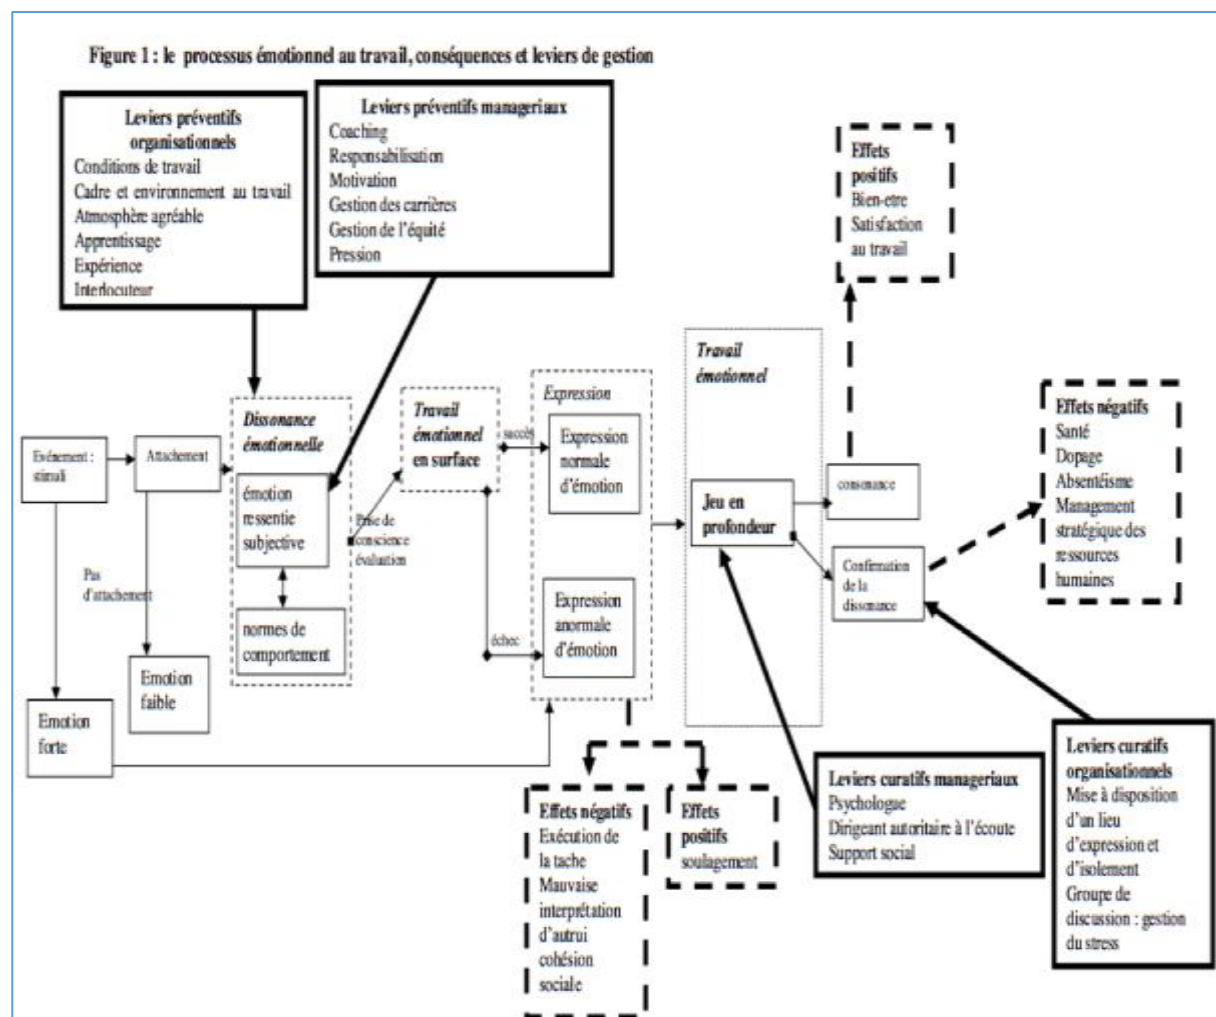 Figure 1 : le processus émotionnel au travail, conséquences et leviers de gestion
Leviers préventifs
organisationnels
Conditions de travail
Cadre et environnement au travail
Atmosphère agréable
Apprentissage
Expérience
Interlocuteur
Leviers préventifs manageriaux
Coaching
Responsabilisation
Motivation
Gestion des carrières
Gestion de l'équité
Pression
Effets
positifs
Bien-etre
Satisfaction
au travail
Evénement :
stimuli
Attachement
Pas
d'attachement
Emotion
forte
Emotion
faible
Dissonance
émotionnelle
émotion
ressentie
subjective
normes de
comportement
Prise de
conscience
évaluation
Travail
émotionnel
en surface
succès
échec
Expression
Expression
normale
d'émotion
Expression
anormale
d'émotion
Travail
émotionnel
Jeu en
profondeur
consonance
Confirmation
de la
dissonance
Effets négatifs
Santé
Dopage
Absentéisme
Management
stratégique des
ressources
humaines
Effets négatifs
Exécution de
la tache
Mauvaise
interprétation
d'autrui
cohésion
sociale
Effets
positifs
soulagement
Leviers curatifs manageriaux
Psychologue
Dirigeant autoritaire à l'écoute
Support social
Leviers curatifs
organisationnels
Mise à disposition
d'un lieu
d'expression et
d'isolement
Groupe de
discussion : gestion
du stress